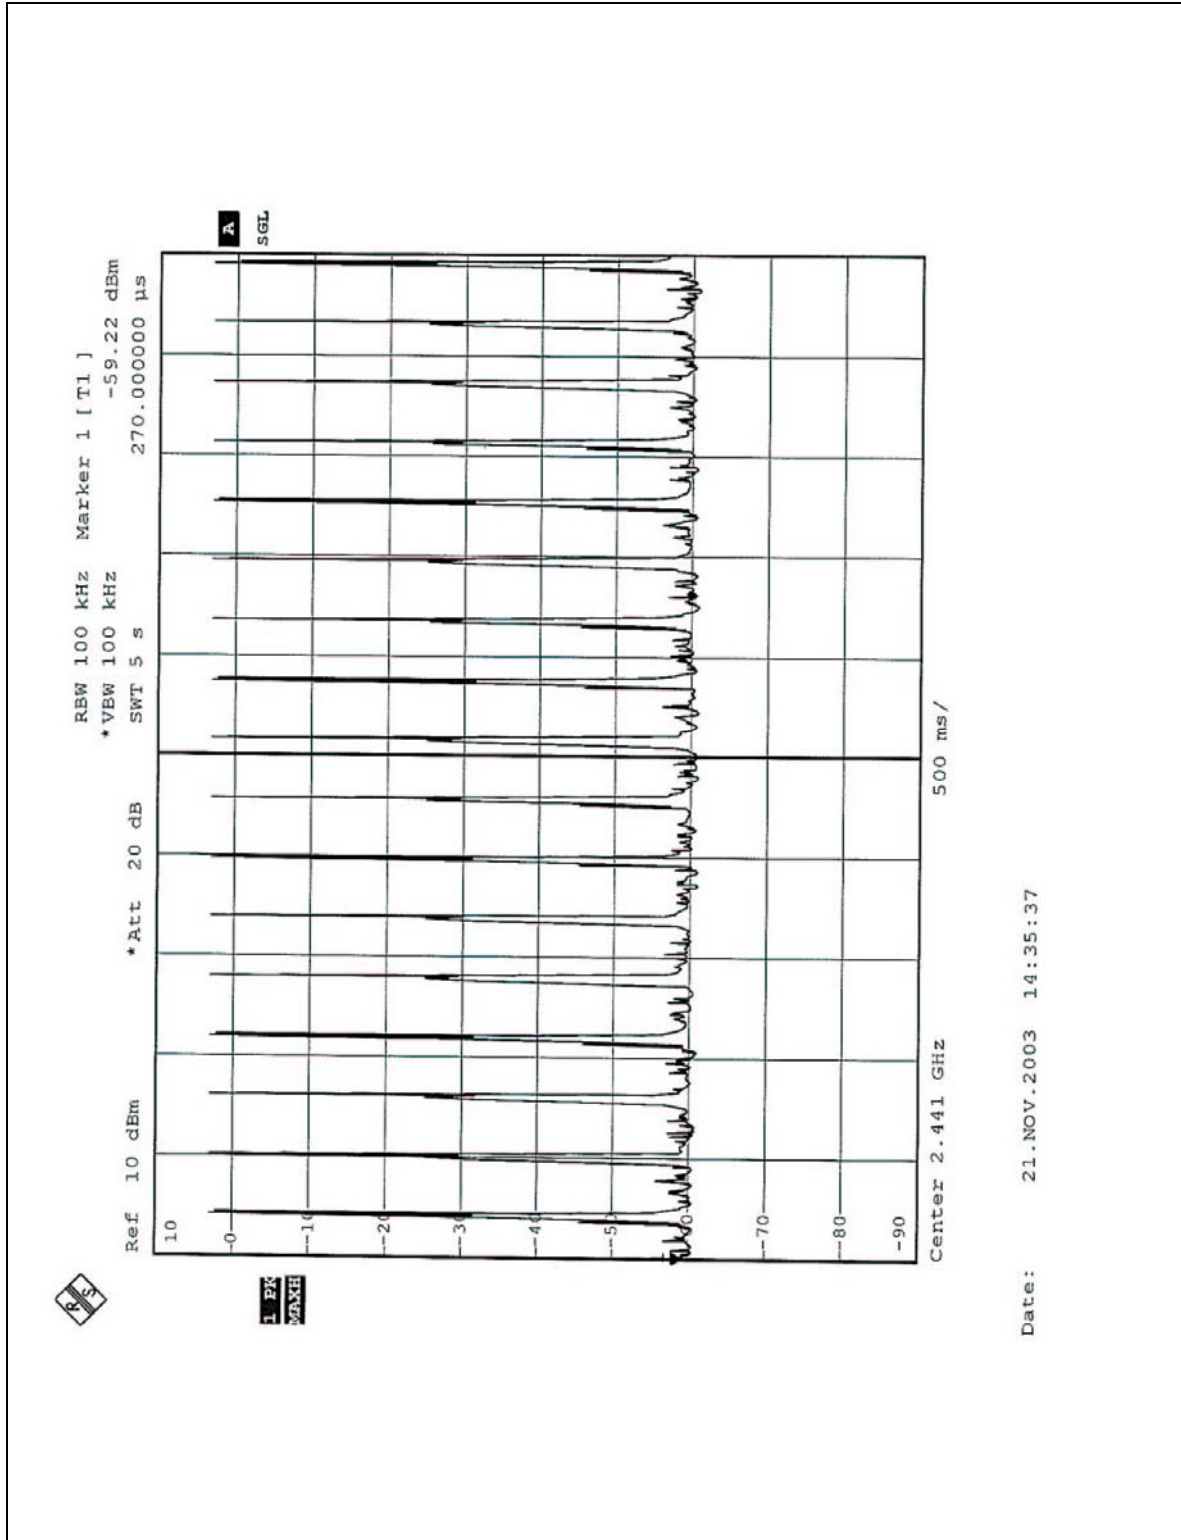 R S
RBW 100 kHz Marker 1 [T1]
*VBW 100 kHz -59.22 dBm
Ref 10 dBm *Att 20 dB SWT 5 s 270.000000 µs
10
A
-0
SGL
1 PK
MAXH
-10
-20
-30
-40
-50
-60
-70
-80
-90
Center 2.441 GHz 500 ms/
Date: 21.NOV.2003 14:35:37